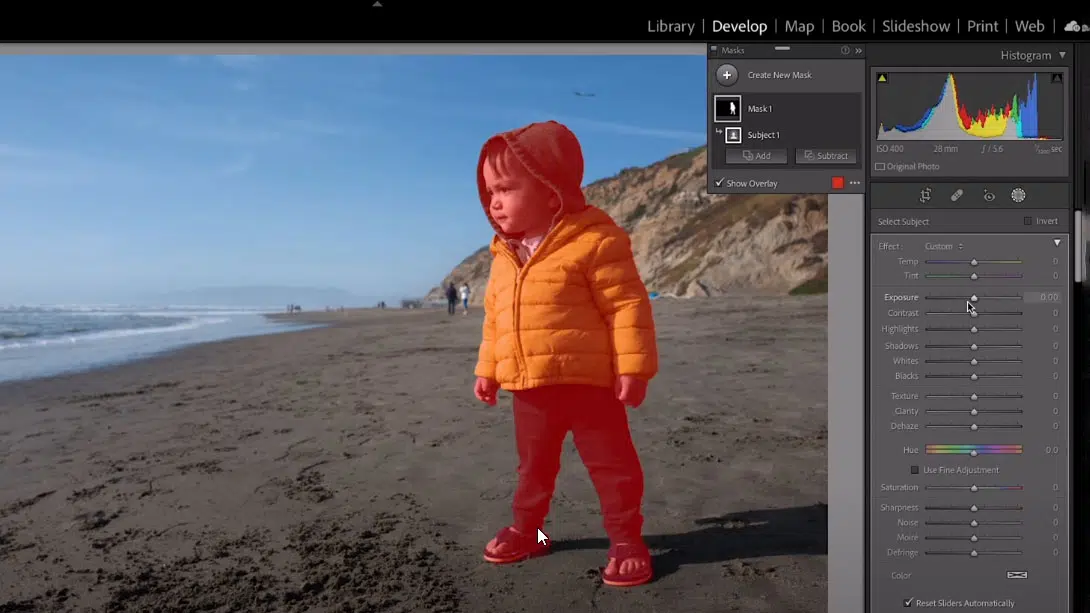 Library | Develop | Map | Book | Slideshow | Print | Web |
Masks
Histogram
Create New Mask
Mask 1
Subject 1
Add Subtract
Show Overlay
ISO 400 28 mm ƒ / 5.6 sec
Original Photo
Select Subject Invert
Effect : Custom
Temp 0
Tint 0
Exposure 0.00
Contrast 0
Highlights 0
Shadows 0
Whites 0
Blacks 0
Texture 0
Clarity 0
Dehaze 0
Hue 0.0
Use Fine Adjustment
Saturation 0
Sharpness 0
Noise 0
Moiré 0
Defringe 0
Color
Reset Sliders Automatically